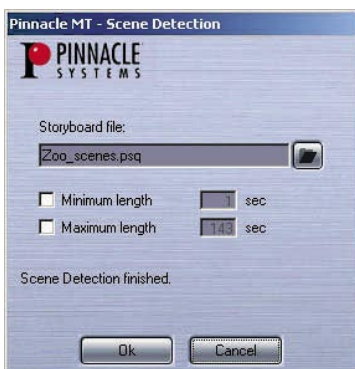 Pinnacle MT - Scene Detection
PINNACLE
SYSTEMS
Storyboard file:
Zoo_scenes.psq
Minimum length 1 sec
Maximum length 143 sec
Scene Detection finished.
Ok Cancel